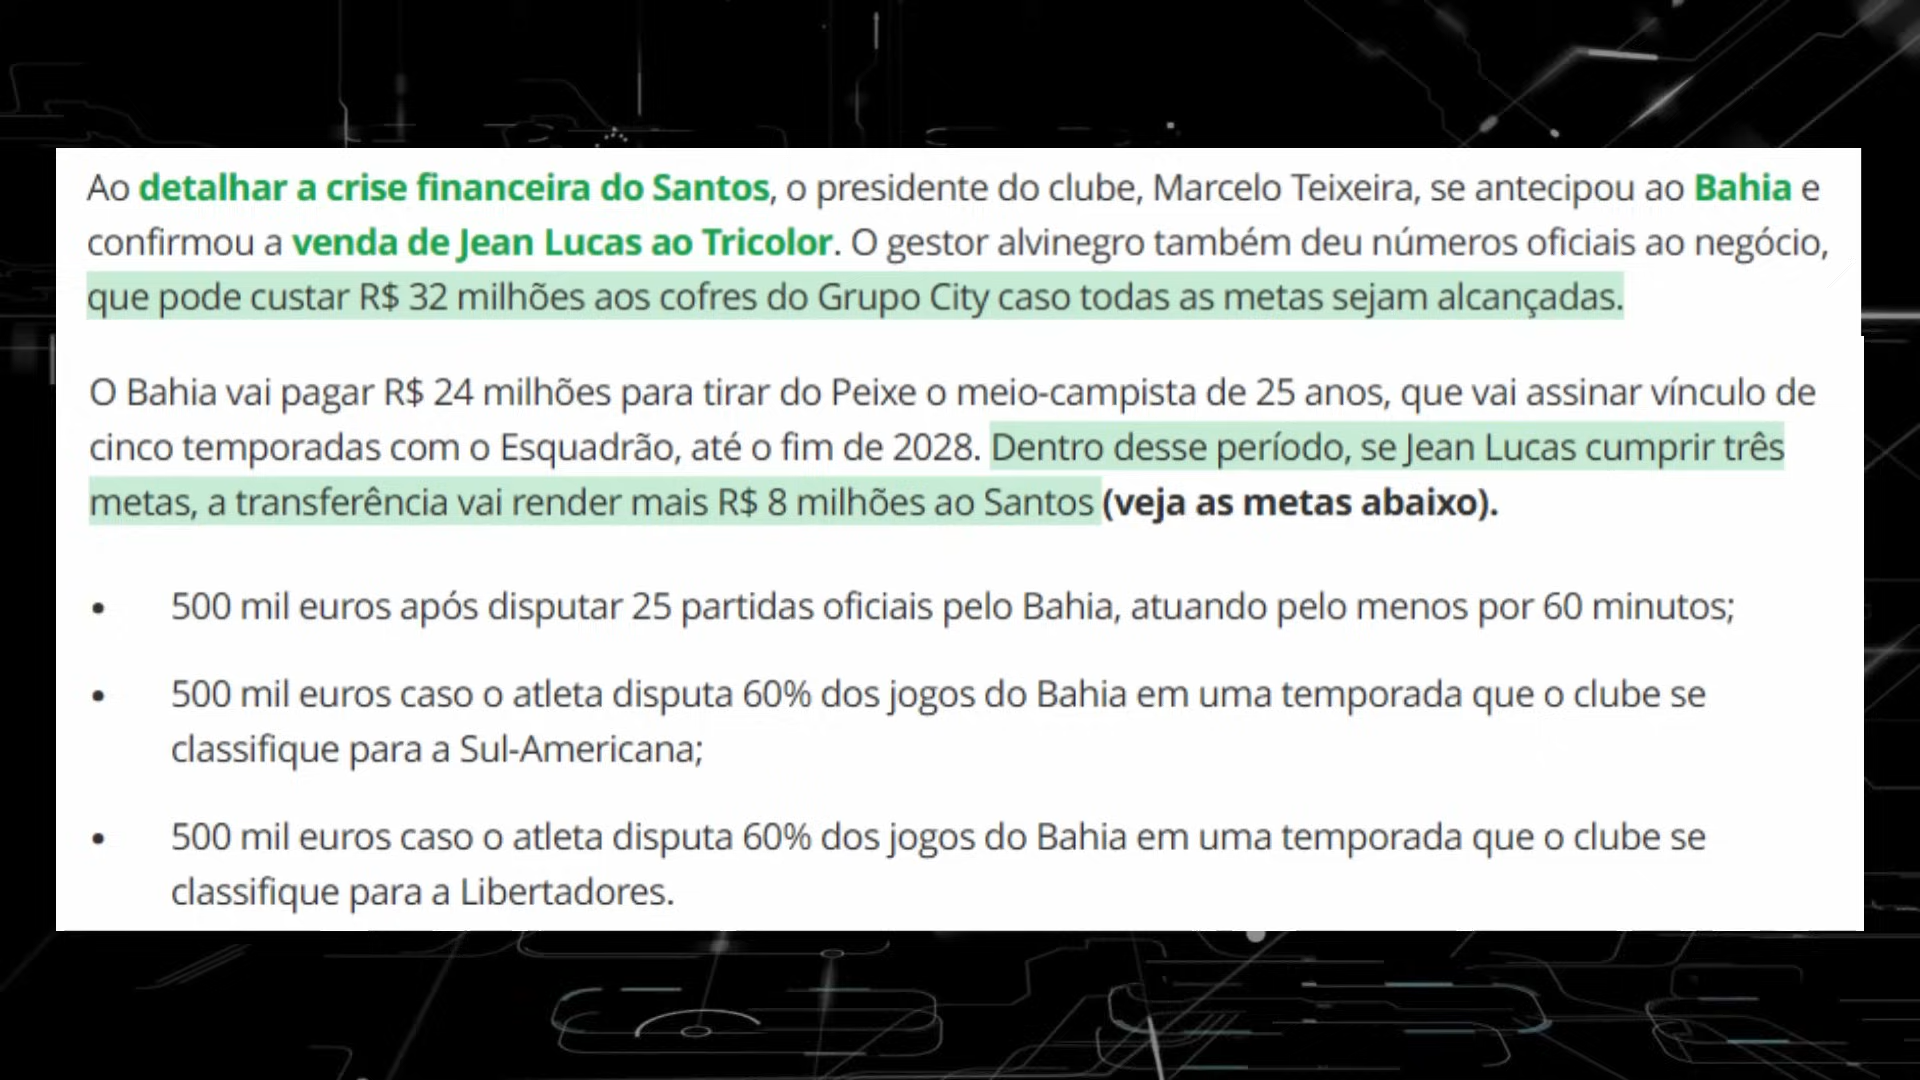 Ao detalhar a crise financeira do Santos, o presidente do clube, Marcelo Teixeira, se antecipou ao Bahia e
confirmou a venda de Jean Lucas ao Tricolor. O gestor alvinegro também deu números oficiais ao negócio,
que pode custar R$ 32 milhões aos cofres do Grupo City caso todas as metas sejam alcançadas.
O Bahia vai pagar R$ 24 milhões para tirar do Peixe o meio-campista de 25 anos, que vai assinar vínculo de
cinco temporadas com o Esquadrão, até o fim de 2028. Dentro desse período, se Jean Lucas cumprir três
metas, a transferência vai render mais R$ 8 milhões ao Santos (veja as metas abaixo).
• 500 mil euros após disputar 25 partidas oficiais pelo Bahia, atuando pelo menos por 60 minutos;
• 500 mil euros caso o atleta disputa 60% dos jogos do Bahia em uma temporada que o clube se
classifique para a Sul-Americana;
• 500 mil euros caso o atleta disputa 60% dos jogos do Bahia em uma temporada que o clube se
classifique para a Libertadores.